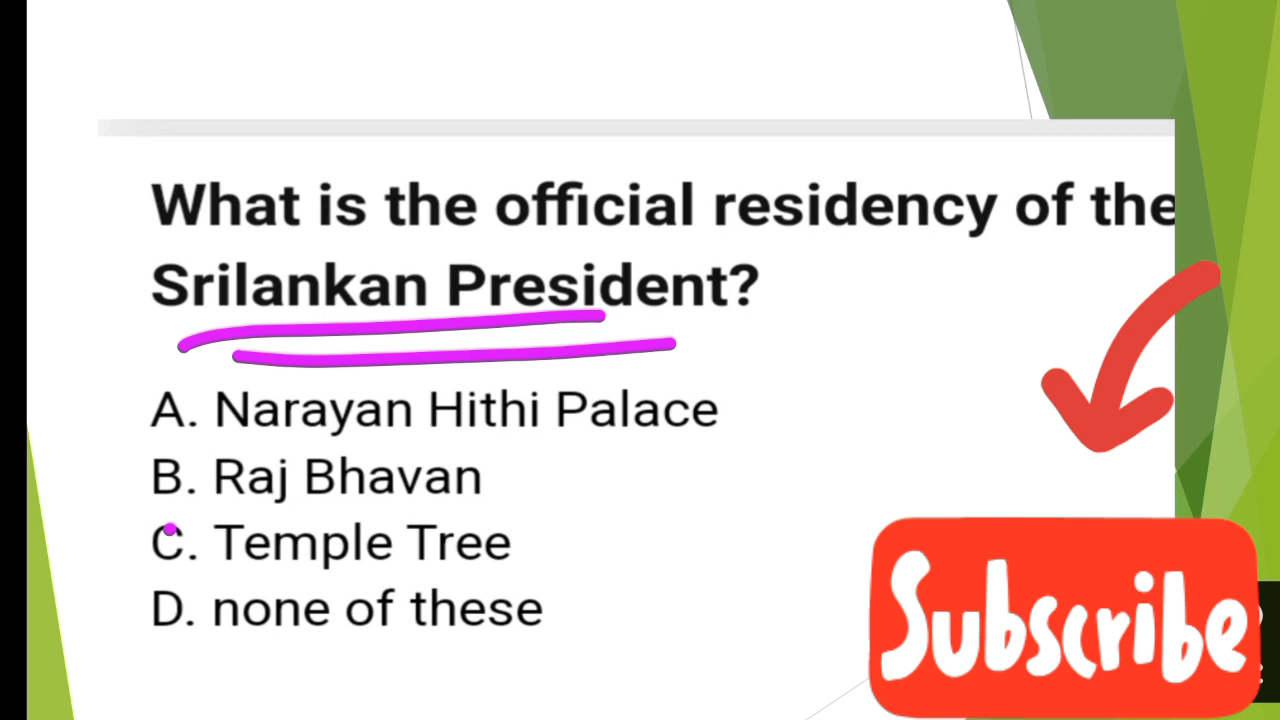 What is the official residency of the
Srilankan President?
A. Narayan Hithi Palace
B. Raj Bhavan
C. Temple Tree
D. none of these
Subscribe